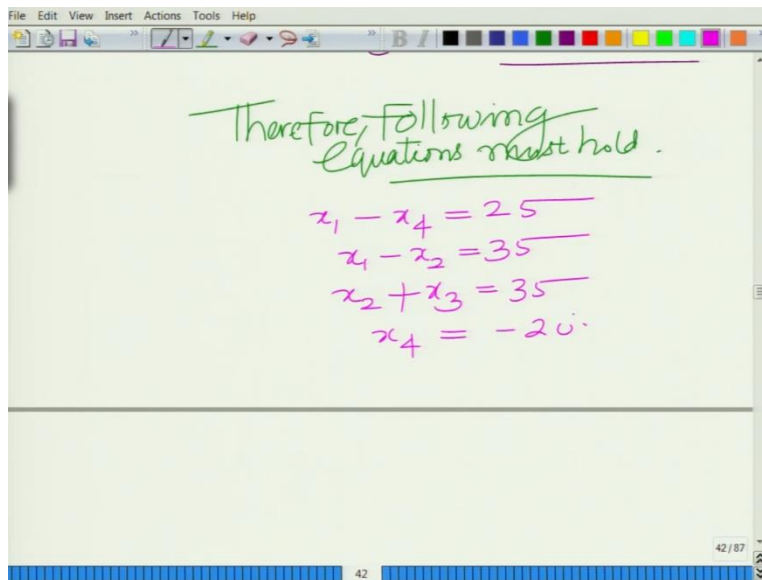 File Edit View Insert Actions Tools Help
B I
Therefore, Following
equations must hold.
x₁ - x₄ = 25
x₁ - x₂ = 35
x₂ + x₃ = 35
x₄ = -20.
42/87
42